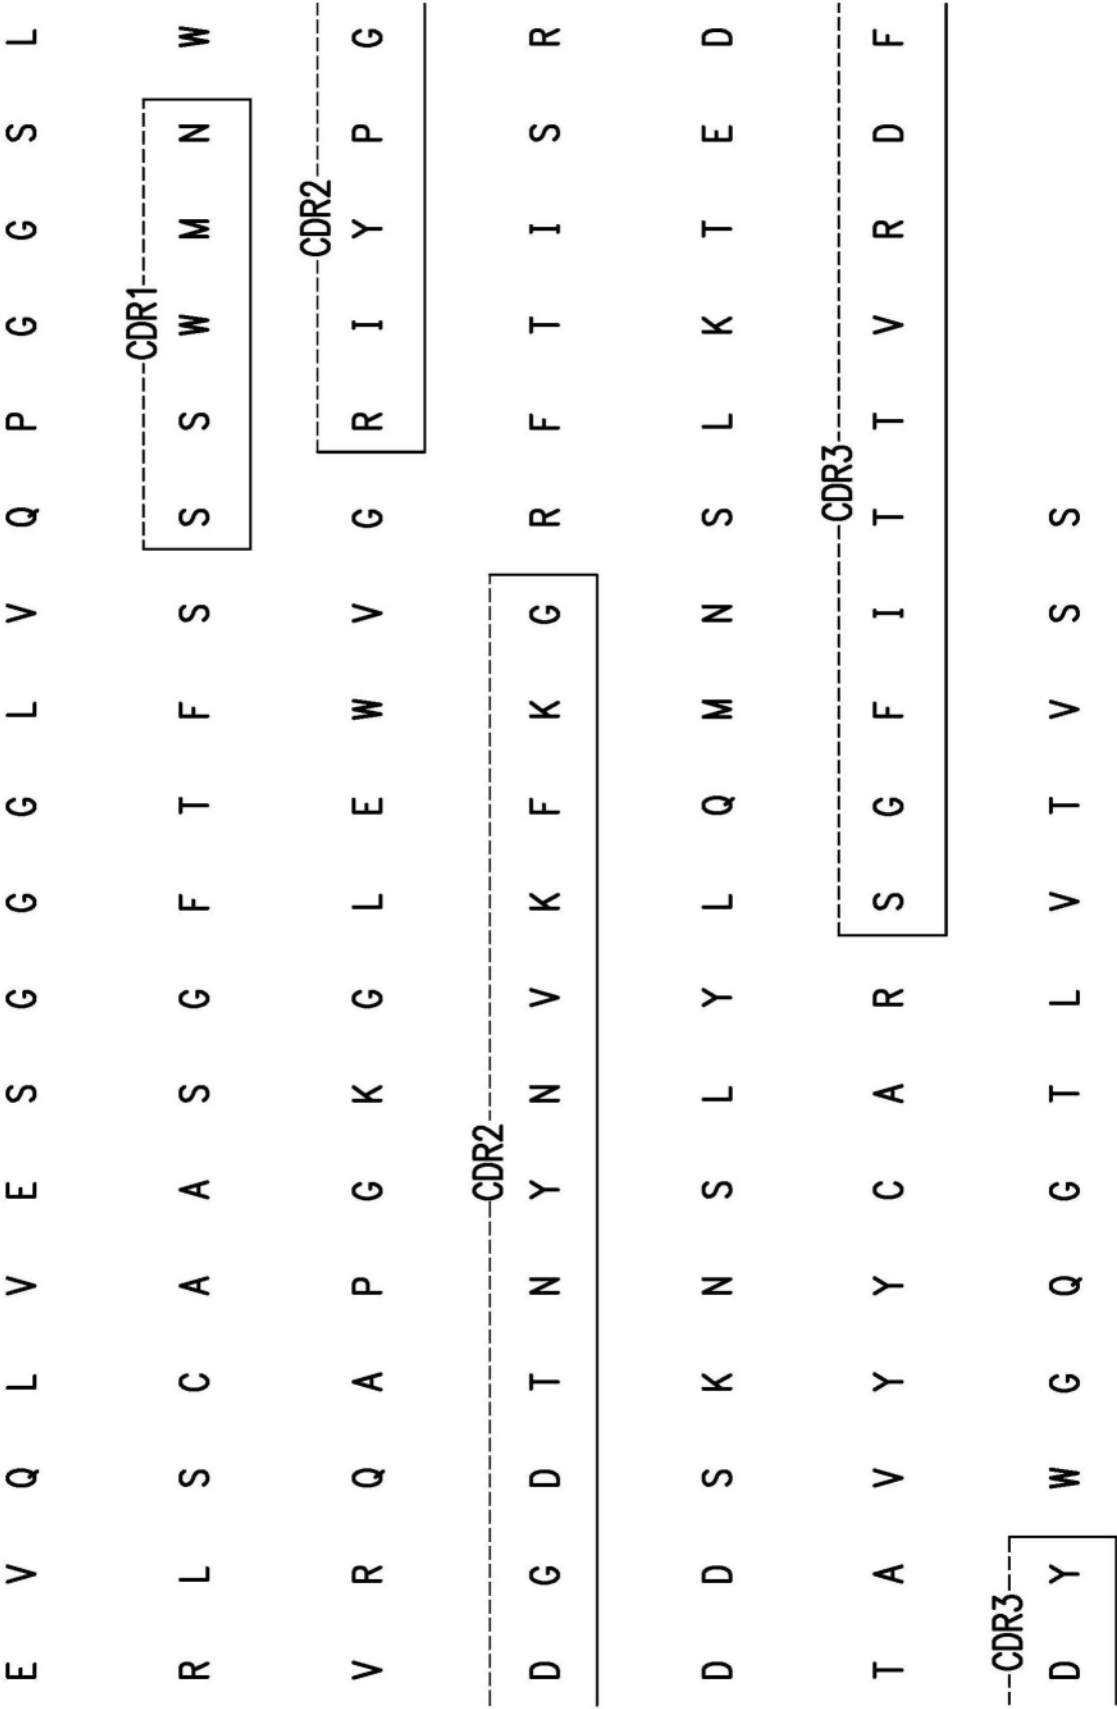 E V Q L V E S G G G L V Q P G G S L
CDR1
R L S C A A S G F T F S S S W M N W
CDR2
V R Q A P G K G L E W V G R I Y P G
CDR2
D G D T N Y N V K F K G R F T I S R
D D S K N S L Y L Q M N S L K T E D
CDR3
T A V Y Y C A R S G F I T T V R D F
CDR3
D Y W G Q G T L V T V S S